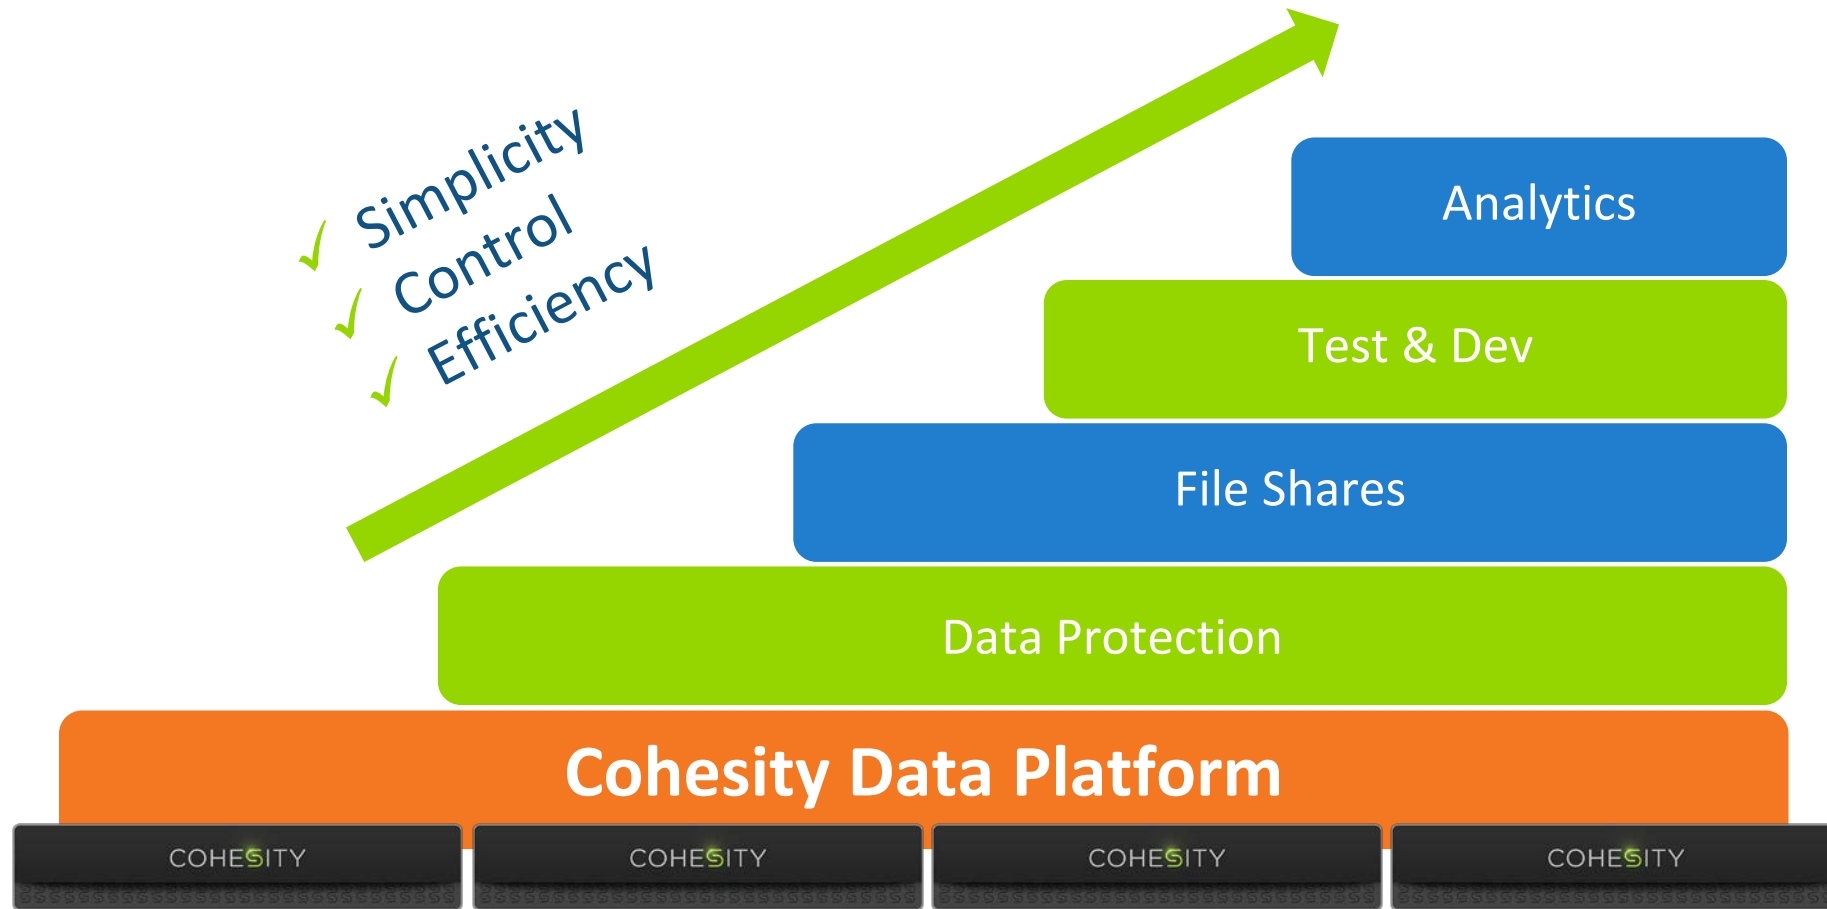 ✓ Simplicity
✓ Control
✓ Efficiency
Analytics
Test & Dev
File Shares
Data Protection
Cohesity Data Platform
COHESITY
COHESITY
COHESITY
COHESITY